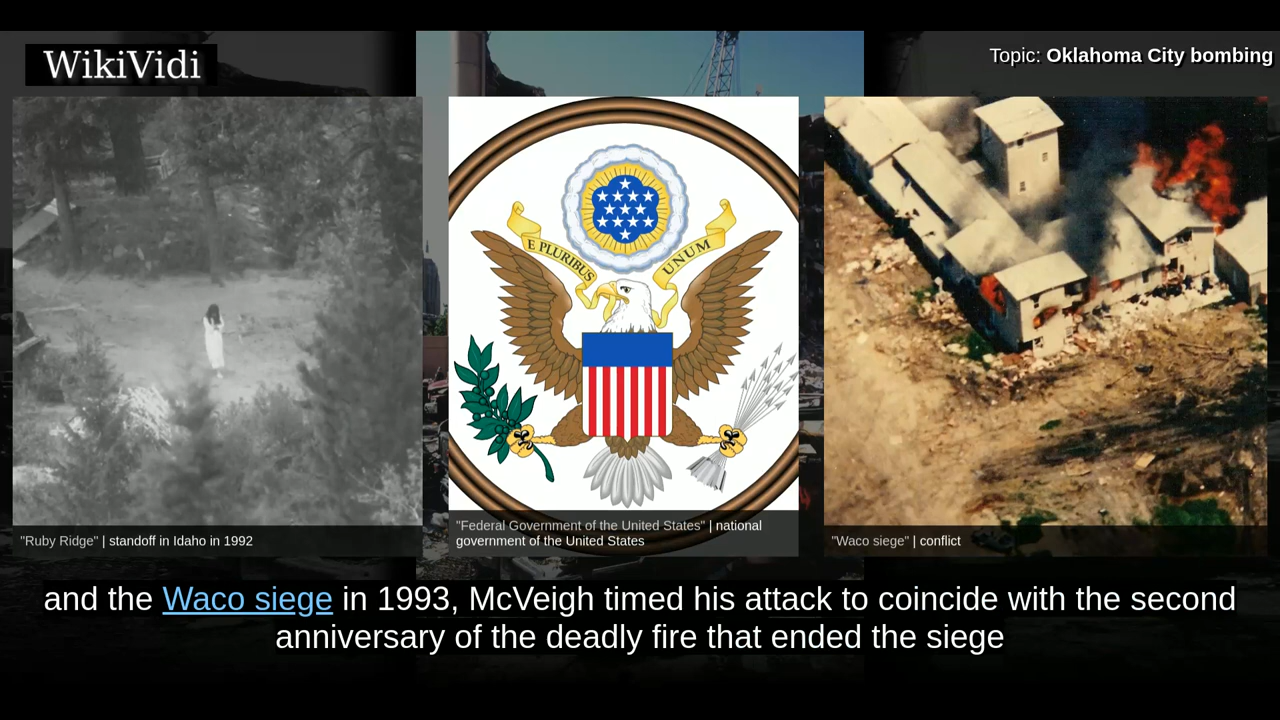 WikiVidi
Topic: Oklahoma City bombing
E PLURIBUS
UNUM
"Ruby Ridge" | standoff in Idaho in 1992
"Federal Government of the United States" | national
government of the United States
"Waco siege" | conflict
and the Waco siege in 1993, McVeigh timed his attack to coincide with the second
anniversary of the deadly fire that ended the siege